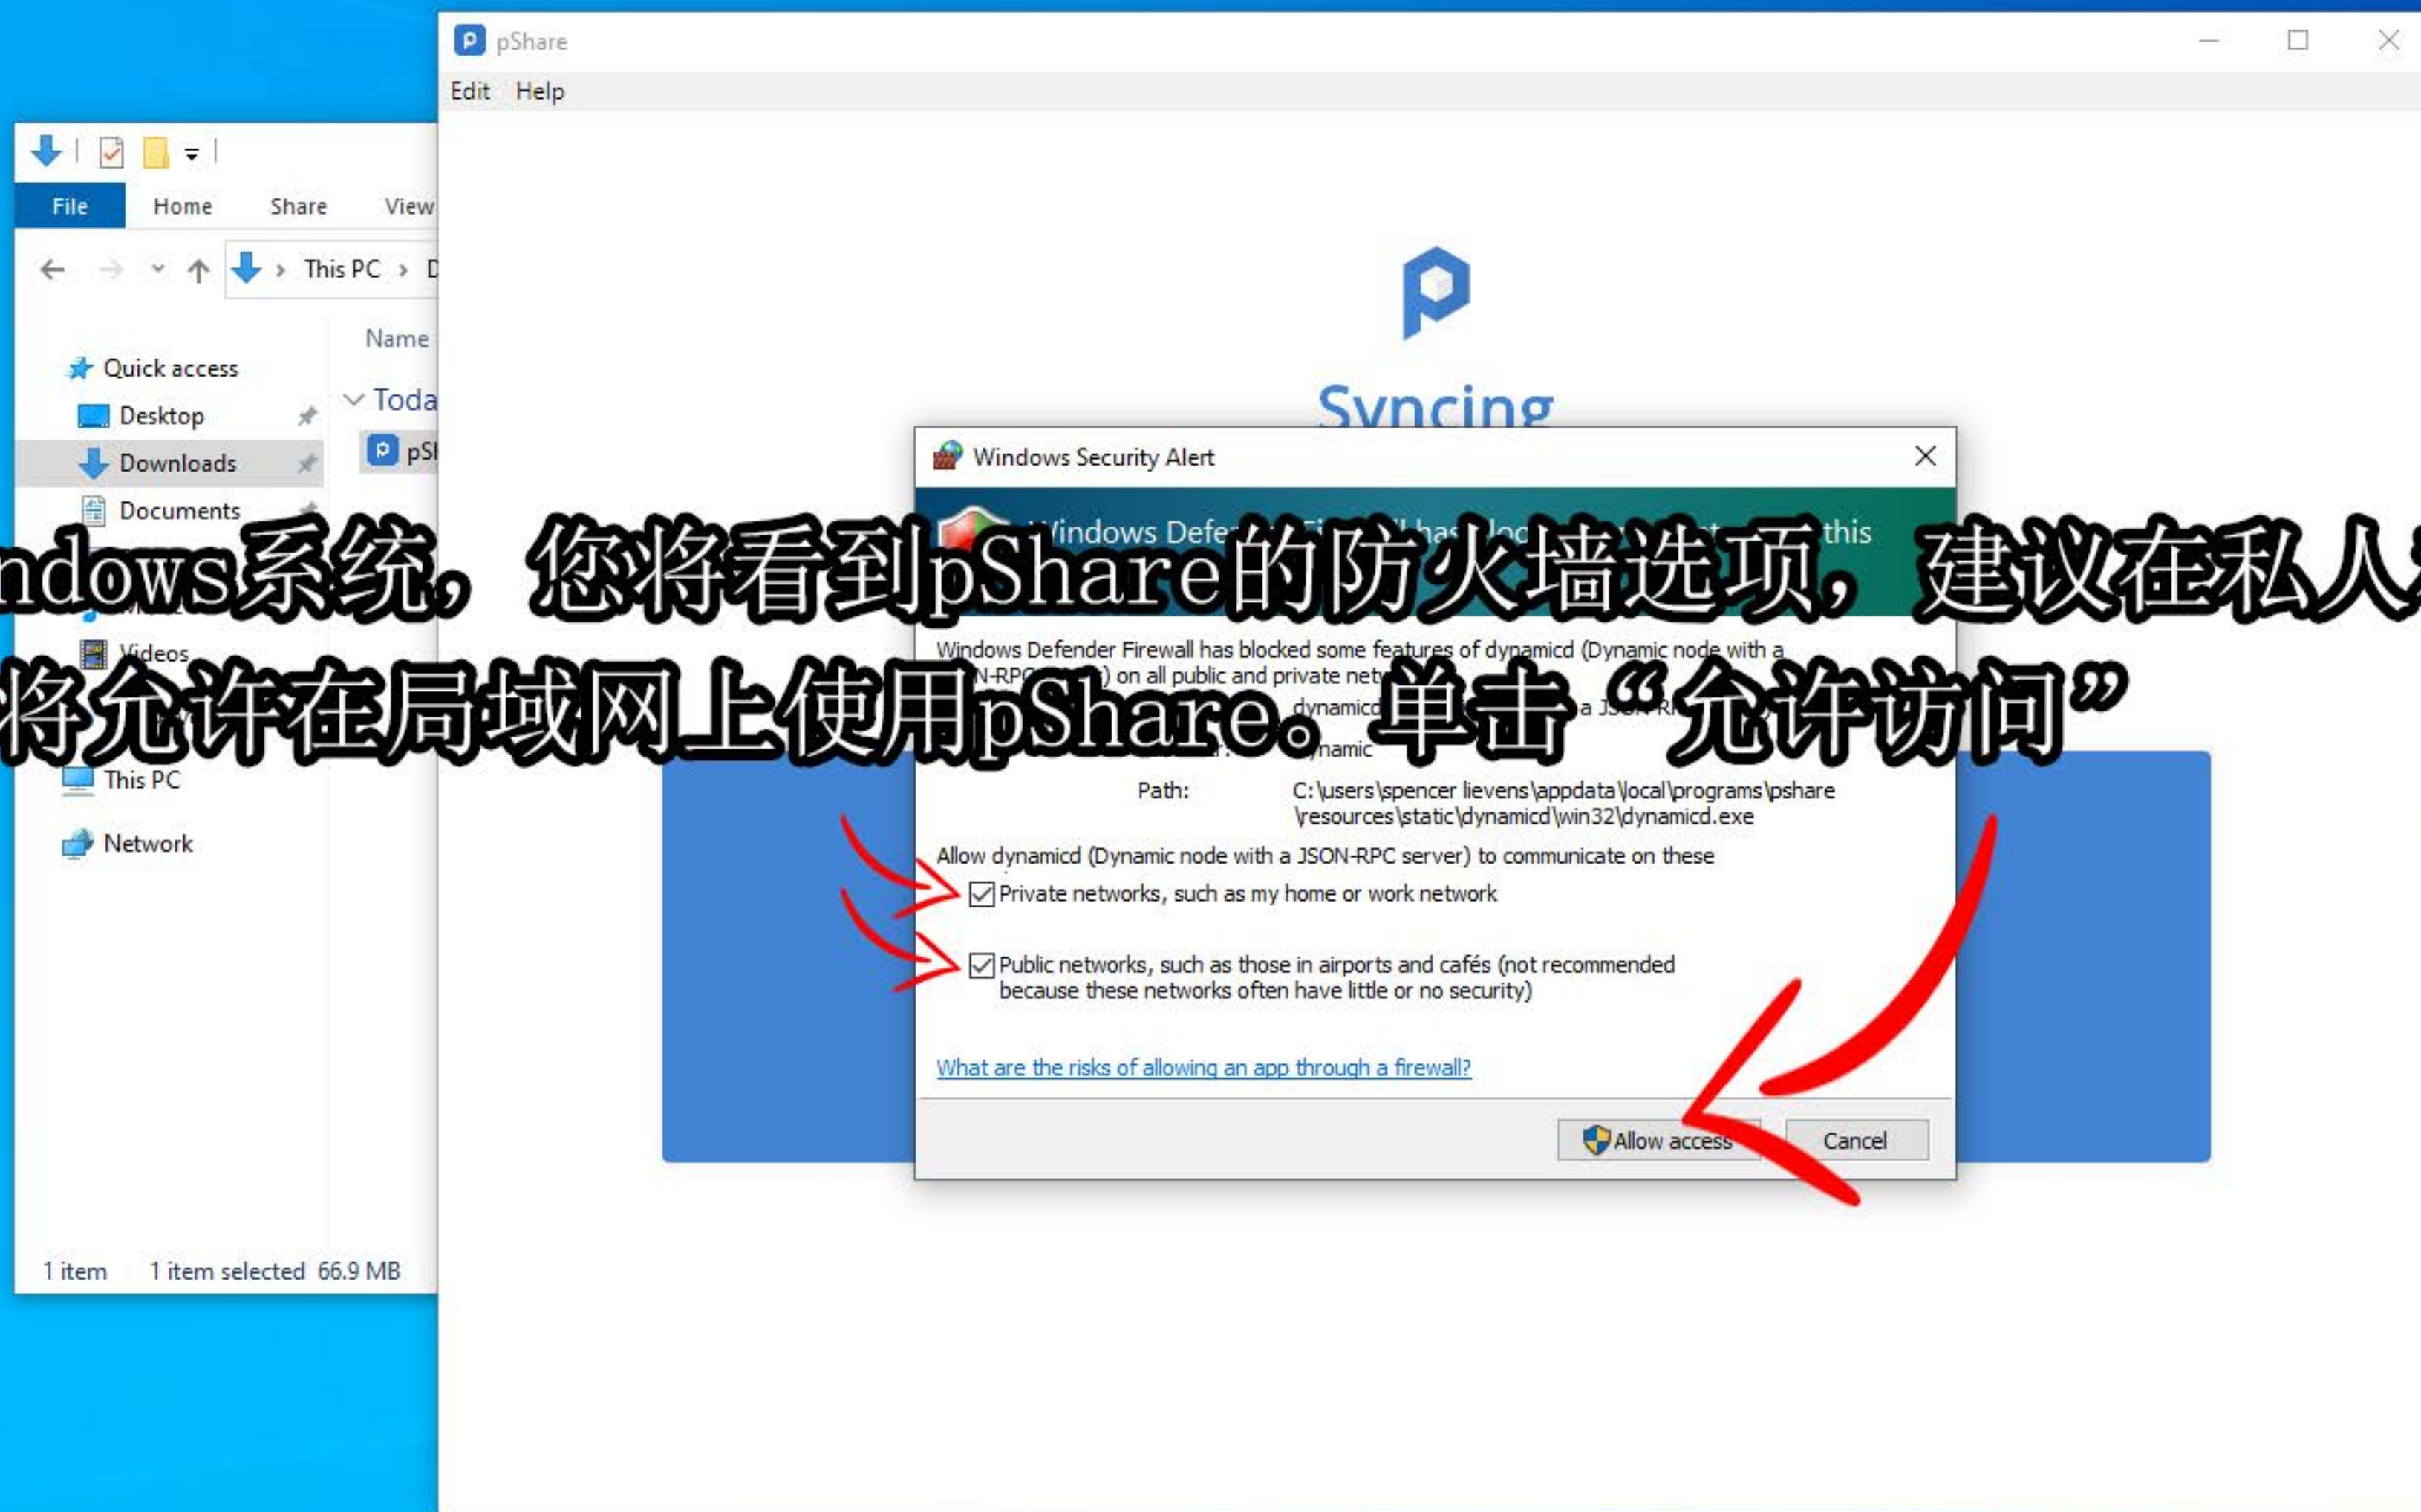 pShare
Edit Help
File Home Share View
This PC
Name
Quick access
Desktop
Downloads
Documents
Videos
This PC
Network
1 item 1 item selected 66.9 MB
Syncing
Windows Security Alert
this
系统，您将看到pShare的防火墙选项，建议在私人
将允许在局域网上使用pShare。单击“允许访问”
Windows Defender Firewall has blocked some features of dynamicd (Dynamic node with a
on all public and private
Path: C:\users\spencer lievens\appdata\local\programs\pshare
\resources\static\dynamicd\win32\dynamicd.exe
Allow dynamicd (Dynamic node with a JSON-RPC server) to communicate on these
Private networks, such as my home or work network
Public networks, such as those in airports and cafés (not recommended
because these networks often have little or no security)
What are the risks of allowing an app through a firewall?
Allow access Cancel